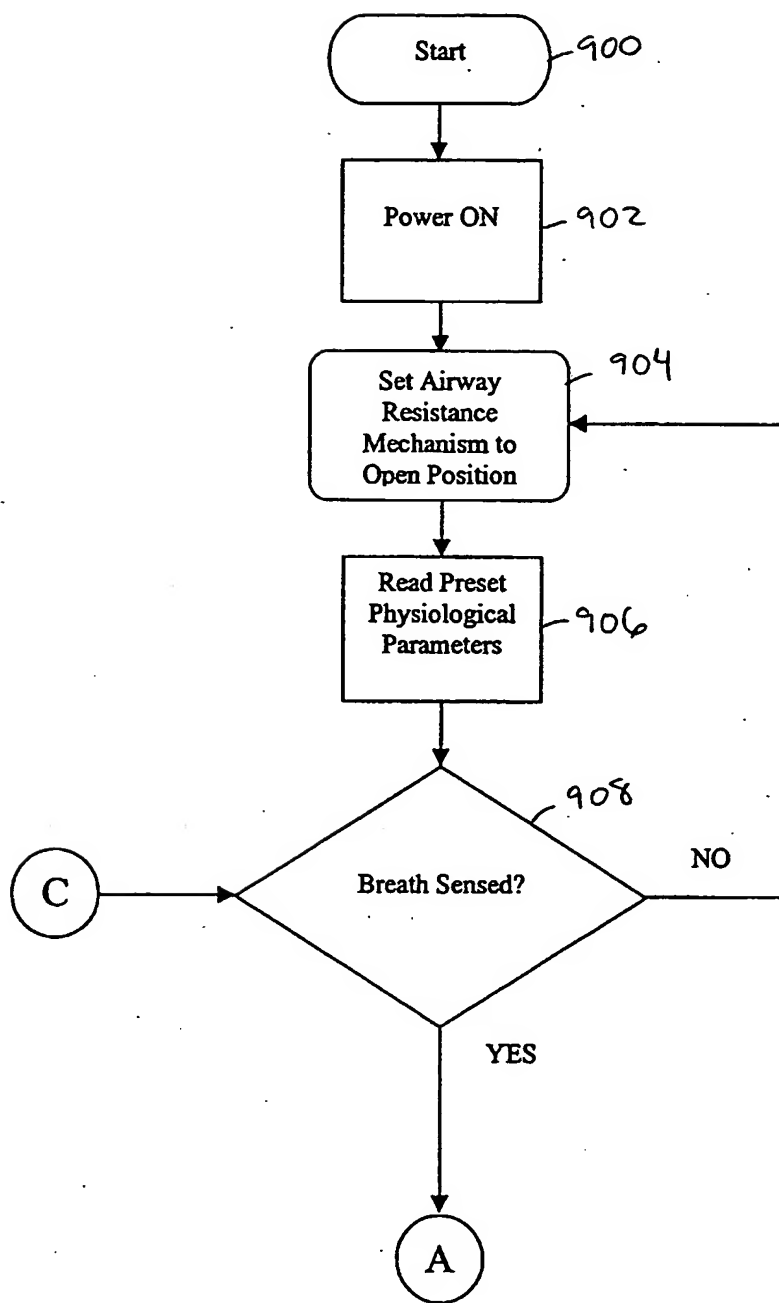 Start
900
Power ON
902
904
Set Airway
Resistance
Mechanism to
Open Position
Read Preset
Physiological
Parameters
906
908
C
Breath Sensed?
NO
YES
A